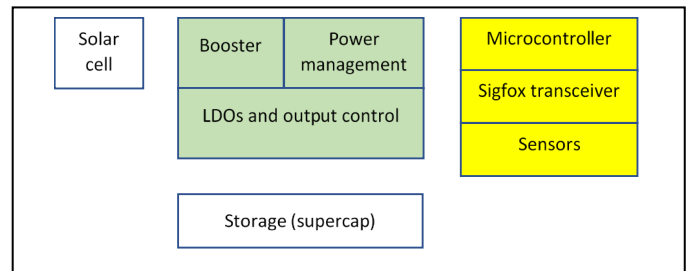 Solar
cell
Booster
Power
management
LDOs and output control
Storage (supercap)
Microcontroller
Sigfox transceiver
Sensors